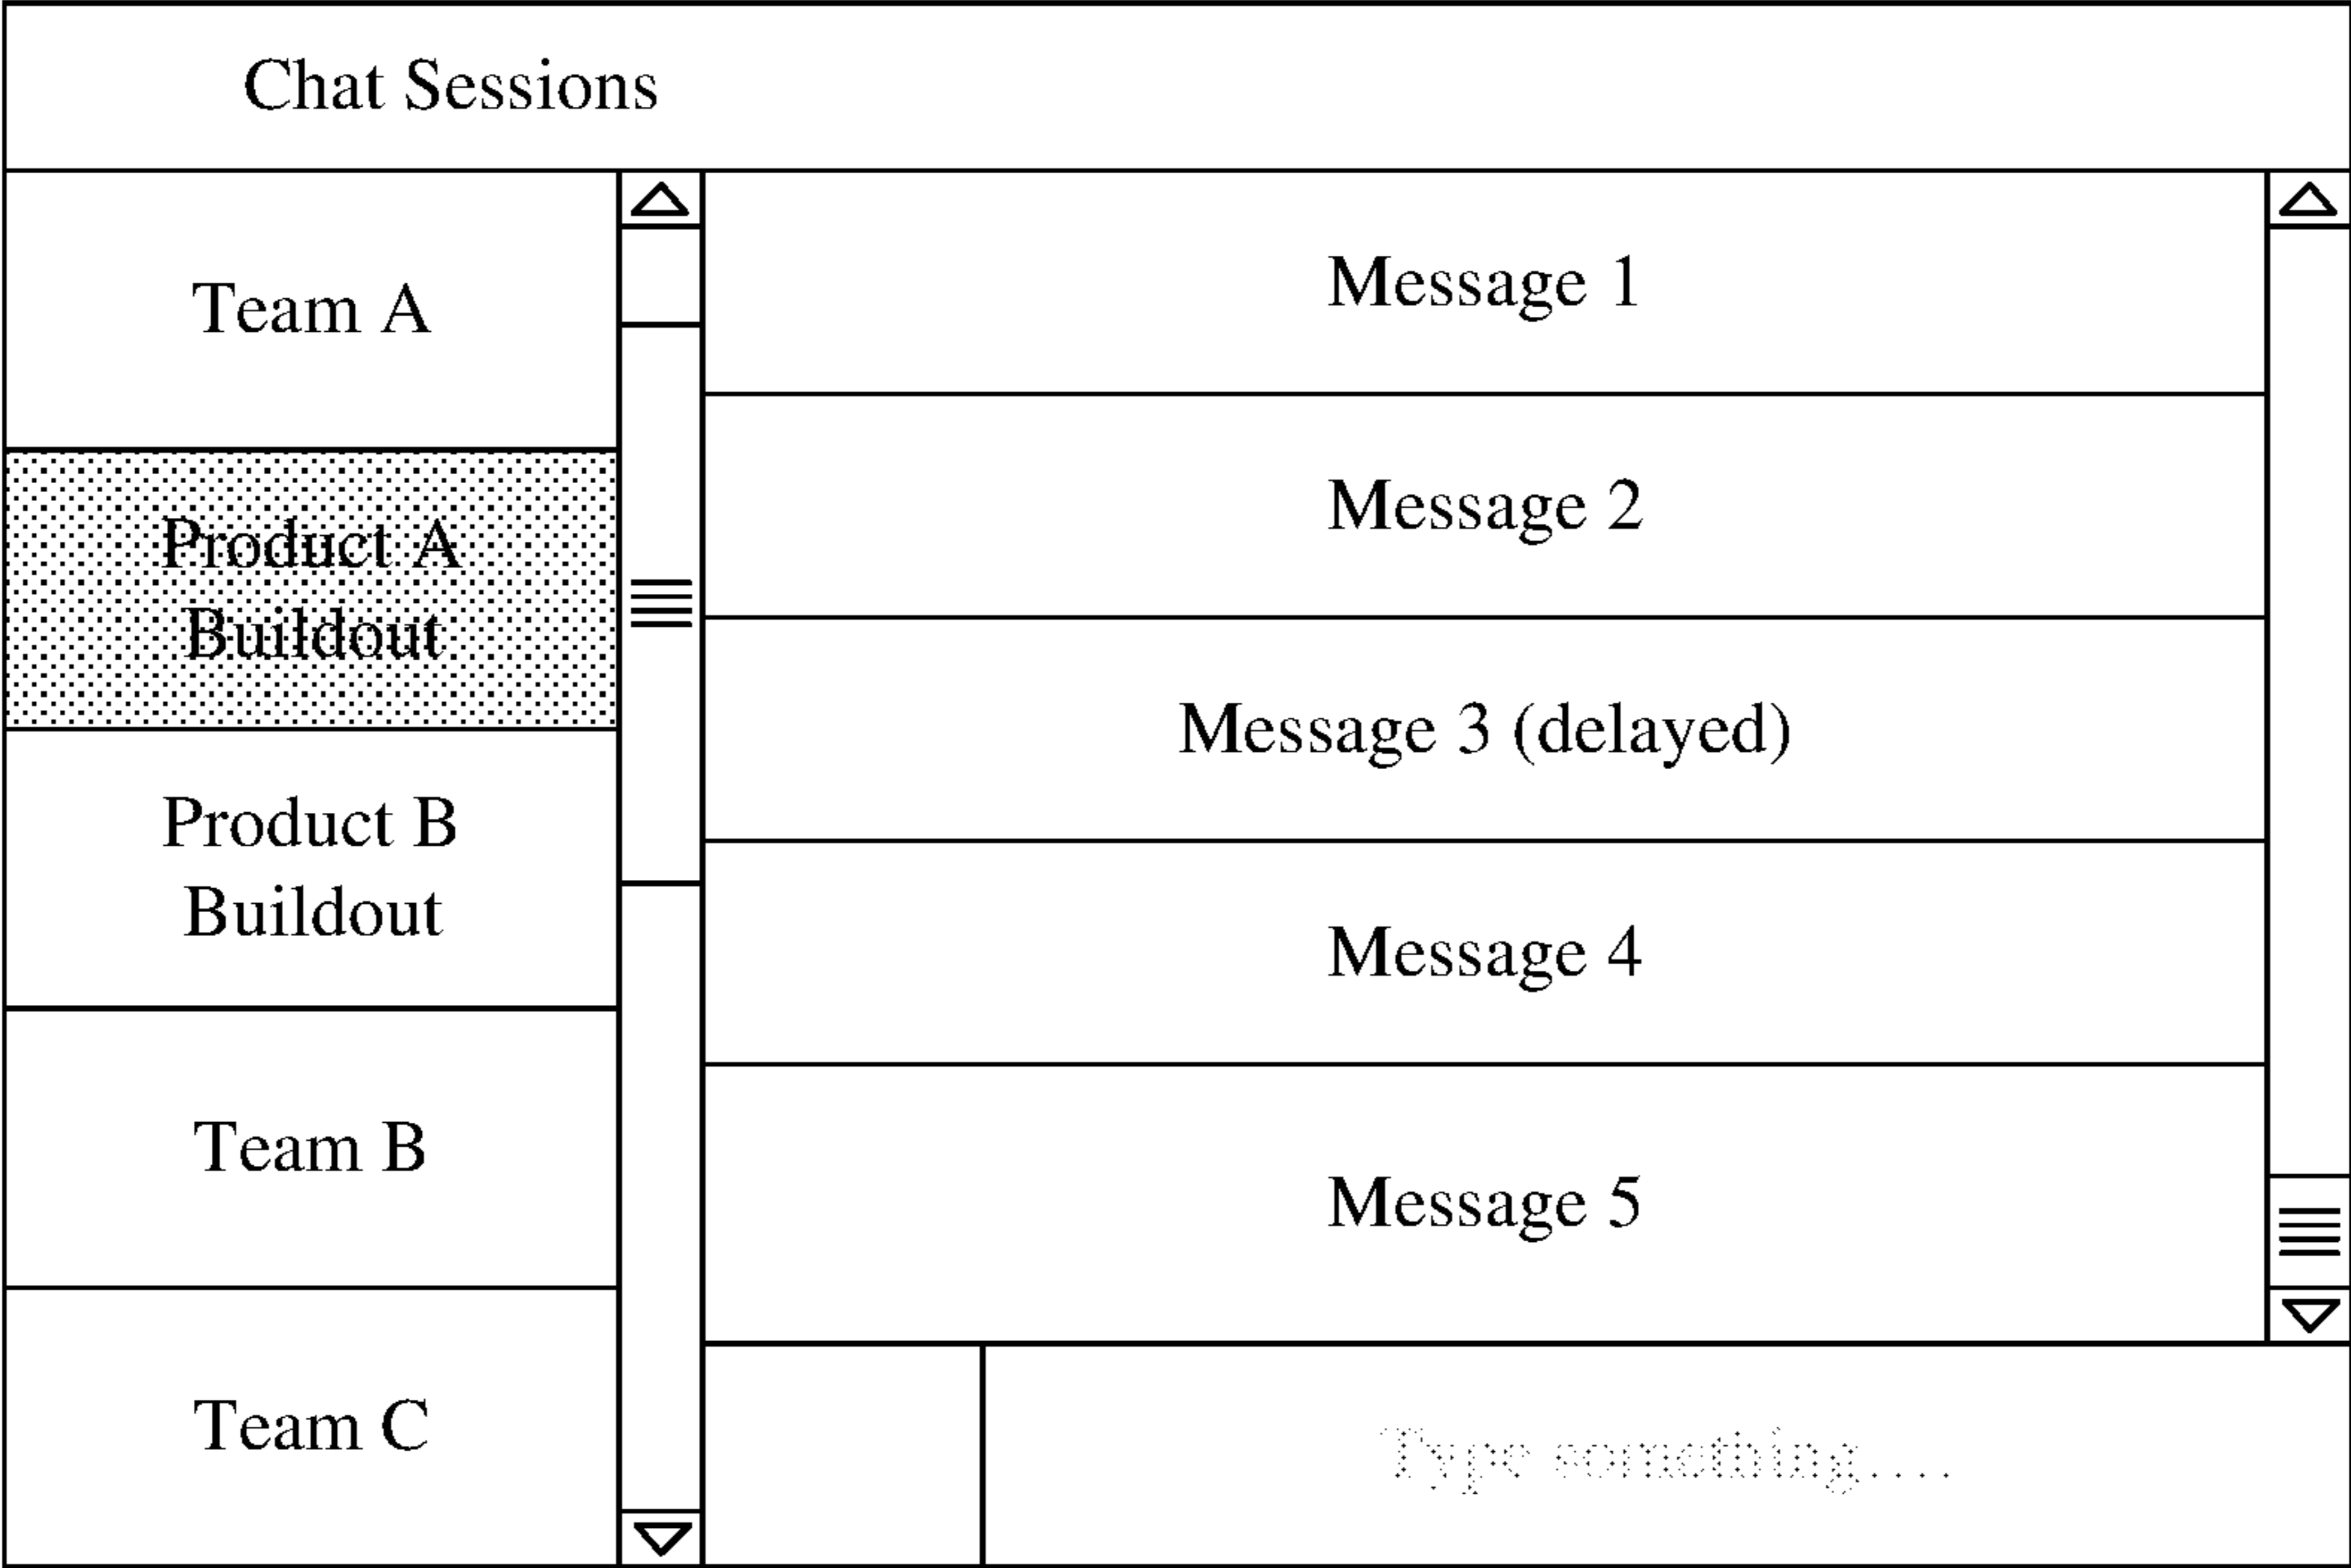 Chat Sessions
Team A
Product A
Buildout
Product B
Buildout
Team B
Team C
Message 1
Message 2
Message 3 (delayed)
Message 4
Message 5
Type something....